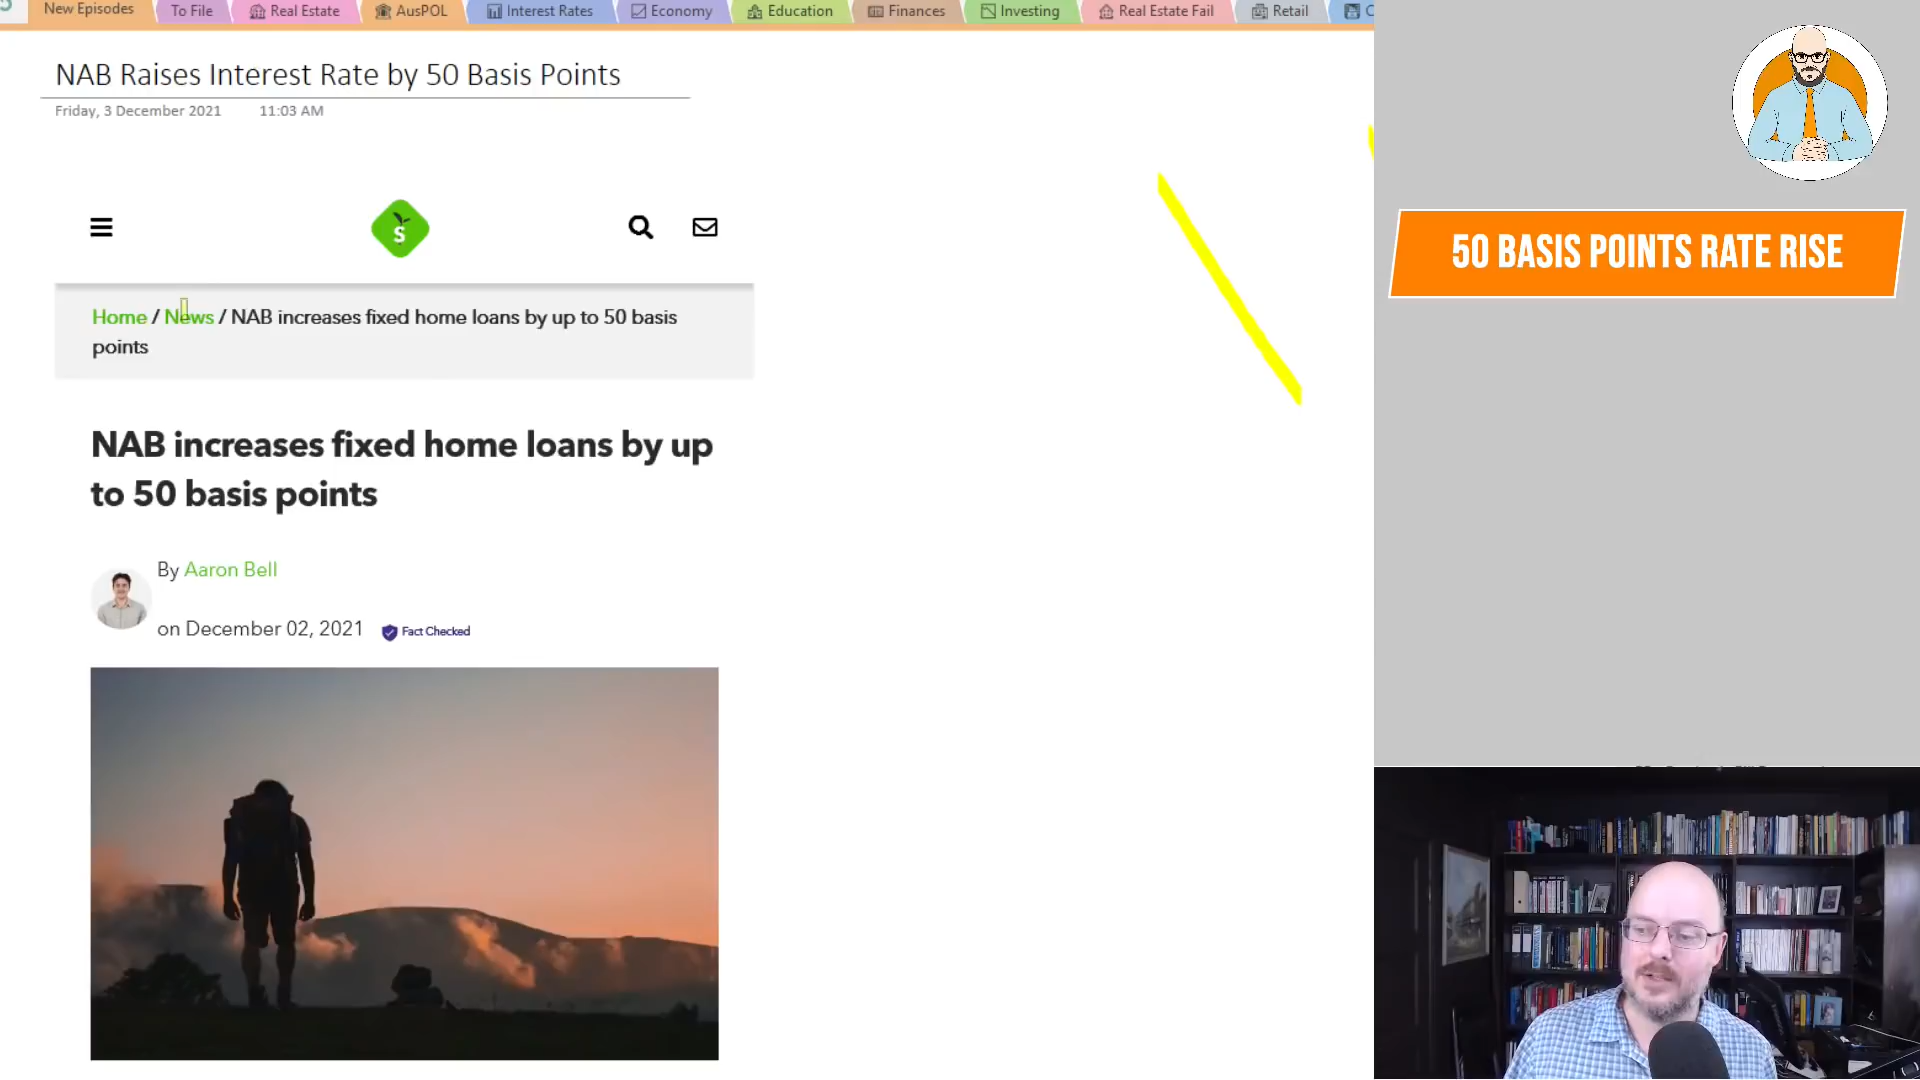 New Episodes
To File
Real Estate
AusPOL
Interest Rates
Economy
Education
Finances
Investing
Real Estate Fail
Retail
NAB Raises Interest Rate by 50 Basis Points
Friday, 3 December 2021 11:03 AM
S
50 BASIS POINTS RATE RISE
Home / News / NAB increases fixed home loans by up to 50 basis
points
NAB increases fixed home loans by up
to 50 basis points
By Aaron Bell
on December 02, 2021 Fact Checked